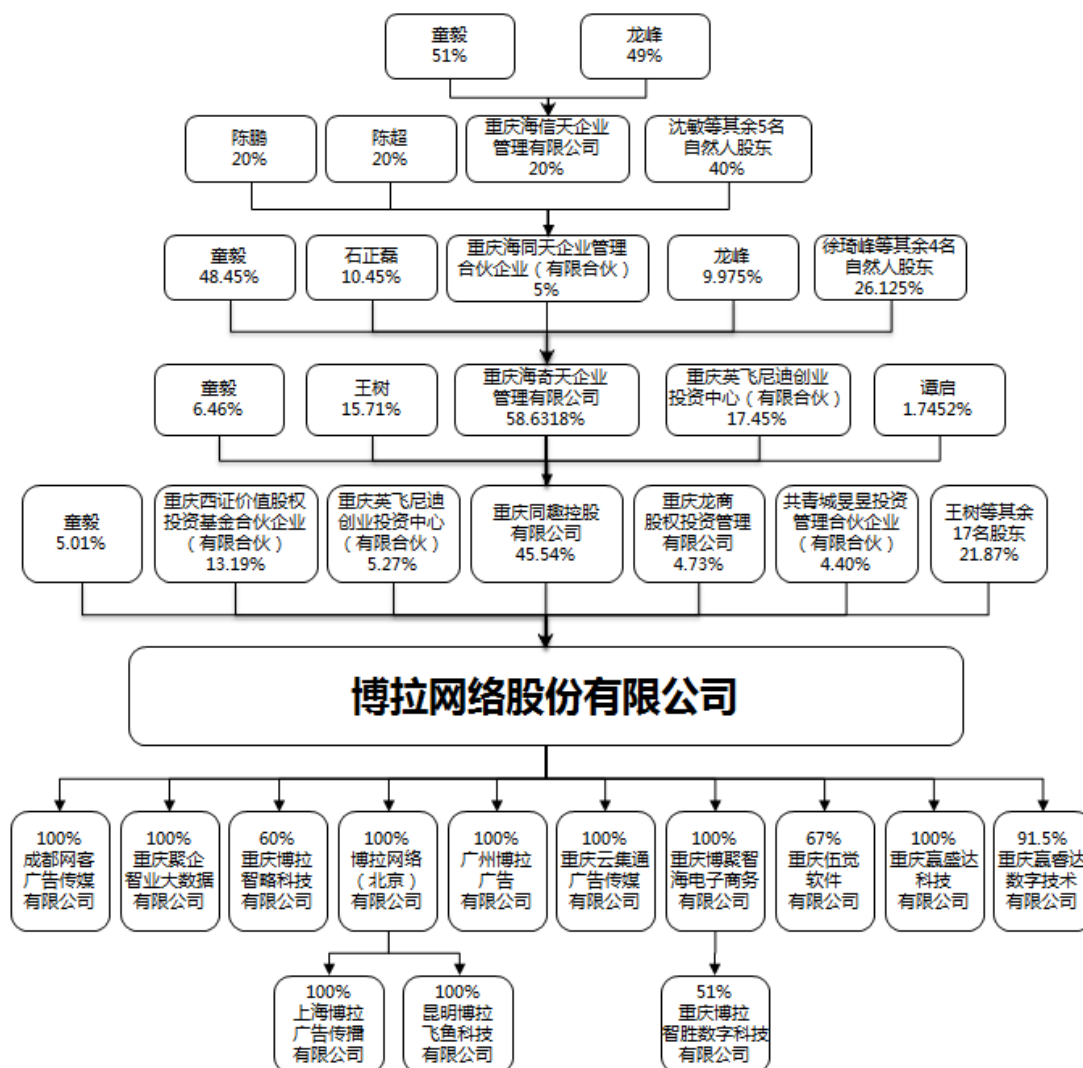 童毅
51%
龙峰
49%
陈鹏
20%
陈超
20%
重庆海信天企业
管理有限公司
20%
沈敏等其余5名
自然人股东
40%
童毅
48.45%
石正磊
10.45%
重庆海同天企业管理
合伙企业（有限合伙）
5%
龙峰
9.975%
徐琦峰等其余4名
自然人股东
26.125%
童毅
6.46%
王树
15.71%
重庆海奇天企业
管理有限公司
58.6318%
重庆英飞尼迪创业
投资中心（有限合伙）
17.45%
谭启
1.7452%
童毅
5.01%
重庆西证价值股权
投资基金合伙企业
（有限合伙）
13.19%
重庆英飞尼迪
创业投资中心
（有限合伙）
5.27%
重庆同趣控股
有限公司
45.54%
重庆龙商
股权投资管理
有限公司
4.73%
共青城旻昱投资
管理合伙企业
（有限合伙）
4.40%
王树等其余
17名股东
21.87%
博拉网络股份有限公司
100%
成都网客
广告传媒
有限公司
100%
重庆聚企
智业大数据
有限公司
60%
重庆博拉
智略科技
有限公司
100%
博拉网络
（北京）
有限公司
100%
广州博拉
广告
有限公司
100%
重庆云集通
广告传媒
有限公司
100%
重庆博聚智
海电子商务
有限公司
67%
重庆伍觉
软件
有限公司
100%
重庆赢盛达
科技
有限公司
91.5%
重庆赢睿达
数字技术
有限公司
100%
上海博拉
广告传播
有限公司
100%
昆明博拉
飞鱼科技
有限公司
51%
重庆博拉
智胜数字科技
有限公司